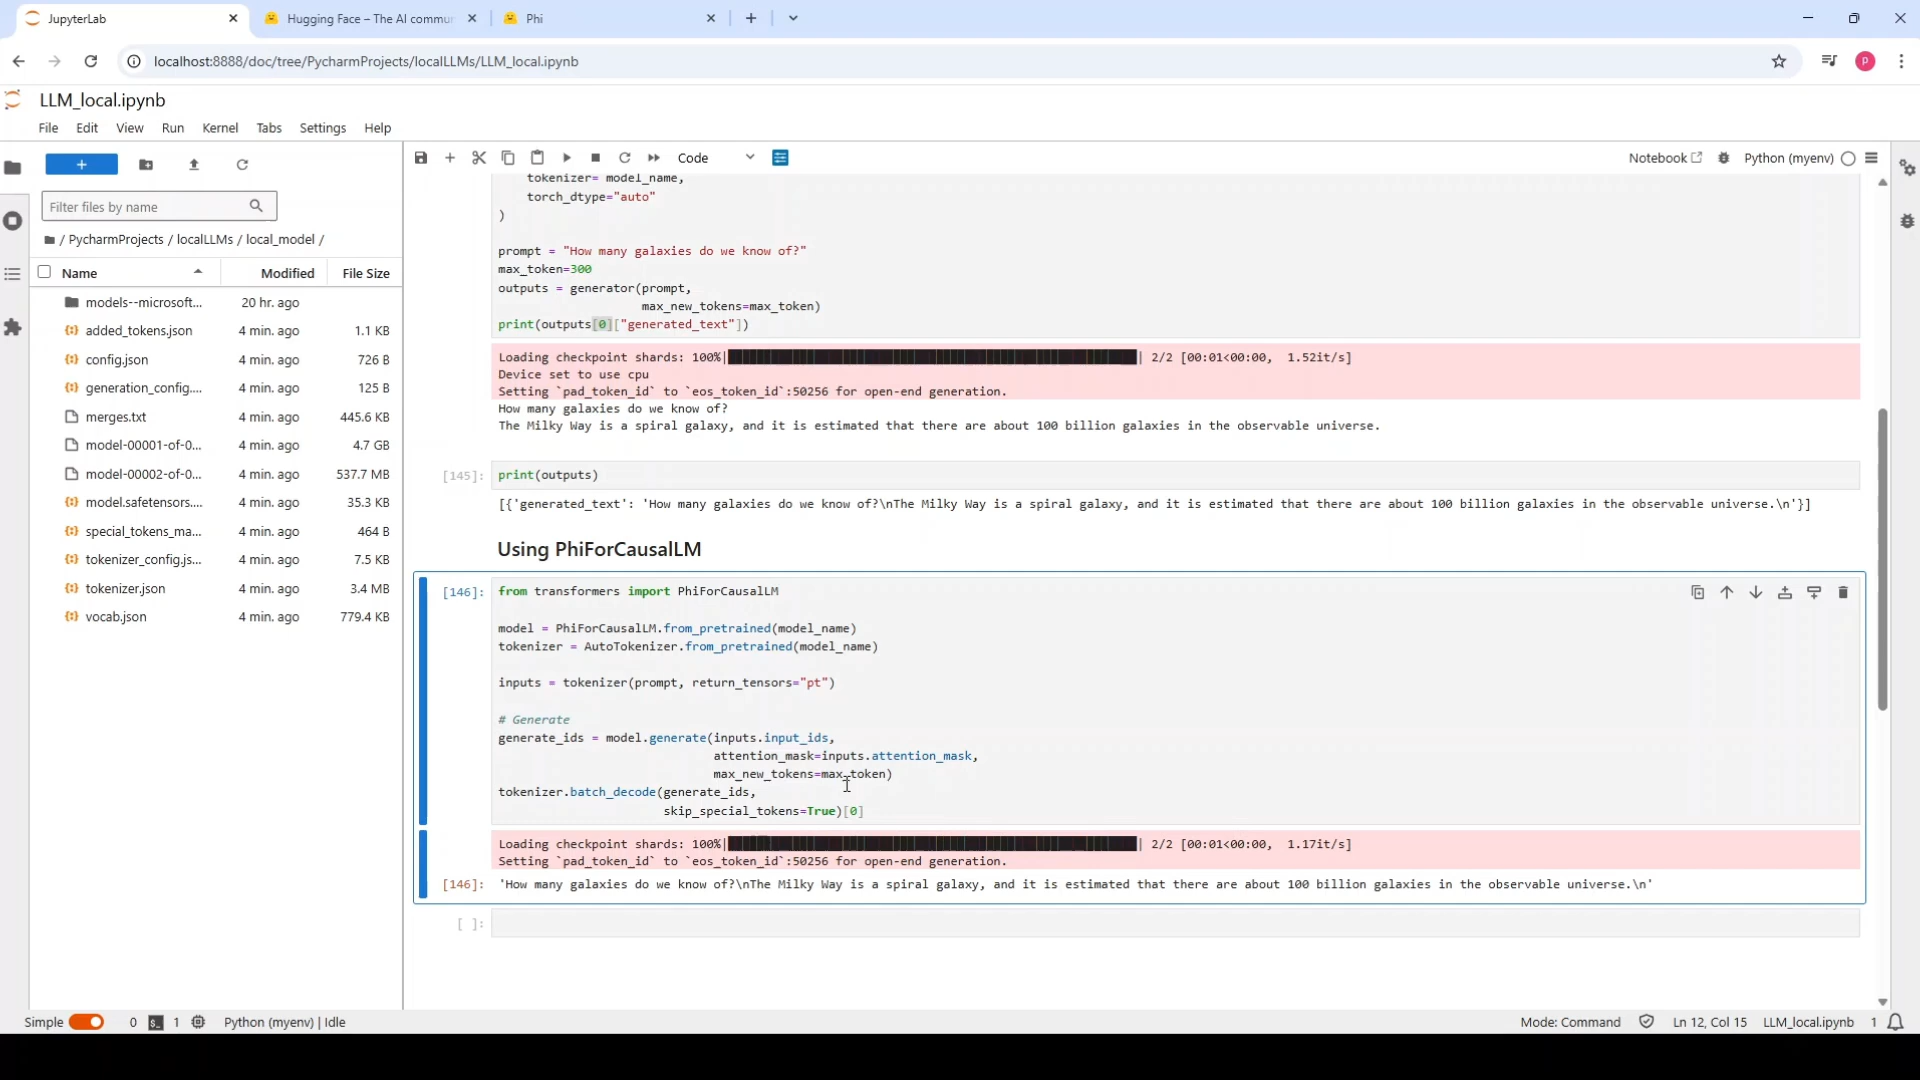 JupyterLab
Hugging Face – The AI commun
Phi
localhost:8888/doc/tree/PycharmProjects/localLLMs/LLM_local.ipynb
P
LLM_local.ipynb
File Edit View Run Kernel Tabs Settings Help
Filter files by name
/ PycharmProjects / localLLMs / local_model /
Name Modified File Size
models--microsoft... 20 hr. ago
added_tokens.json 4 min. ago 1.1 KB
config.json 4 min. ago 726 B
generation_config.... 4 min. ago 125 B
merges.txt 4 min. ago 445.6 KB
model-00001-of-0... 4 min. ago 4.7 GB
model-00002-of-0... 4 min. ago 537.7 MB
model.safetensors.... 4 min. ago 35.3 KB
special_tokens_ma... 4 min. ago 464 B
tokenizer_config.js... 4 min. ago 7.5 KB
tokenizer.json 4 min. ago 3.4 MB
vocab.json 4 min. ago 779.4 KB
Code
Notebook
Python (myenv)
tokenizer= model_name,
torch_dtype="auto"
)
prompt = "How many galaxies do we know of?"
max_token=300
outputs = generator(prompt,
max_new_tokens=max_token)
print(outputs[0]["generated_text"])
Loading checkpoint shards: 100%| | 2/2 [00:01<00:00, 1.52it/s]
Device set to use cpu
Setting `pad_token_id` to `eos_token_id`:50256 for open-end generation.
How many galaxies do we know of?
The Milky Way is a spiral galaxy, and it is estimated that there are about 100 billion galaxies in the observable universe.
[145]: print(outputs)
[{'generated_text': 'How many galaxies do we know of?\nThe Milky Way is a spiral galaxy, and it is estimated that there are about 100 billion galaxies in the observable universe.\n'}]
Using PhiForCausalLM
[146]: from transformers import PhiForCausalLM
model = PhiForCausalLM.from_pretrained(model_name)
tokenizer = AutoTokenizer.from_pretrained(model_name)
inputs = tokenizer(prompt, return_tensors="pt")
# Generate
generate_ids = model.generate(inputs.input_ids,
attention_mask=inputs.attention_mask,
max_new_tokens=max_token)
tokenizer.batch_decode(generate_ids,
skip_special_tokens=True)[0]
Loading checkpoint shards: 100%| | 2/2 [00:01<00:00, 1.17it/s]
Setting `pad_token_id` to `eos_token_id`:50256 for open-end generation.
[146]: 'How many galaxies do we know of?\nThe Milky Way is a spiral galaxy, and it is estimated that there are about 100 billion galaxies in the observable universe.\n'
[ ]:
Simple 0 1 Python (myenv) | Idle
Mode: Command Ln 12, Col 15 LLM_local.ipynb 1